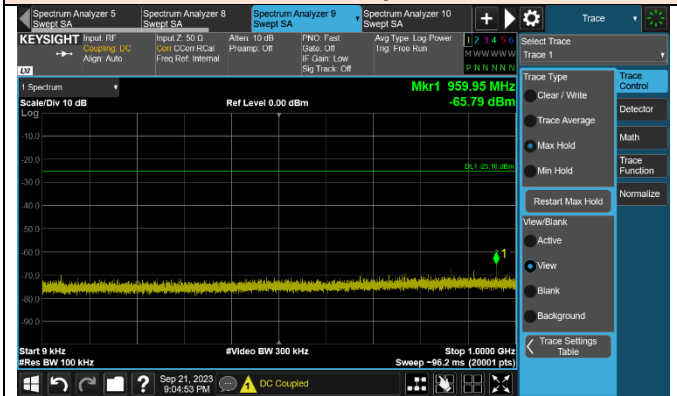 Spectrum Analyzer 5 Swept SA
Spectrum Analyzer 8 Swept SA
Spectrum Analyzer 9 Swept SA
Spectrum Analyzer 10 Swept SA
+
Trace
KEYSIGHT
Input: RF
Coupling: DC
Align: Auto
Input Z: 50 Ω
Corr CCorr RCal
Freq Ref: Internal
Atten: 10 dB
Preamp: Off
PNO: Fast
Gate: Off
IF Gain: Low
Sig Track: Off
Avg Type: Log-Power
Trig: Free Run
1 2 3 4 5 6
M W W W W W
P N N N N N
LXI
Select Trace
Trace 1
1 Spectrum
Scale/Div 10 dB
Log
Ref Level 0.00 dBm
Mkr1 959.95 MHz
-65.79 dBm
-10.0
-20.0
-30.0
-40.0
-50.0
-60.0
-70.0
-80.0
-90.0
DL1 -25.10 dBm
1
Start 9 kHz
#Video BW 300 kHz
Stop 1.0000 GHz
#Res BW 100 kHz
Sweep ~96.2 ms (20001 pts)
Trace Type
Clear / Write
Trace Average
Max Hold
Min Hold
Restart Max Hold
View/Blank
Active
View
Blank
Background
Trace Settings Table
Trace Control
Detector
Math
Trace Function
Normalize
?
Sep 21, 2023
9:04:53 PM
DC Coupled